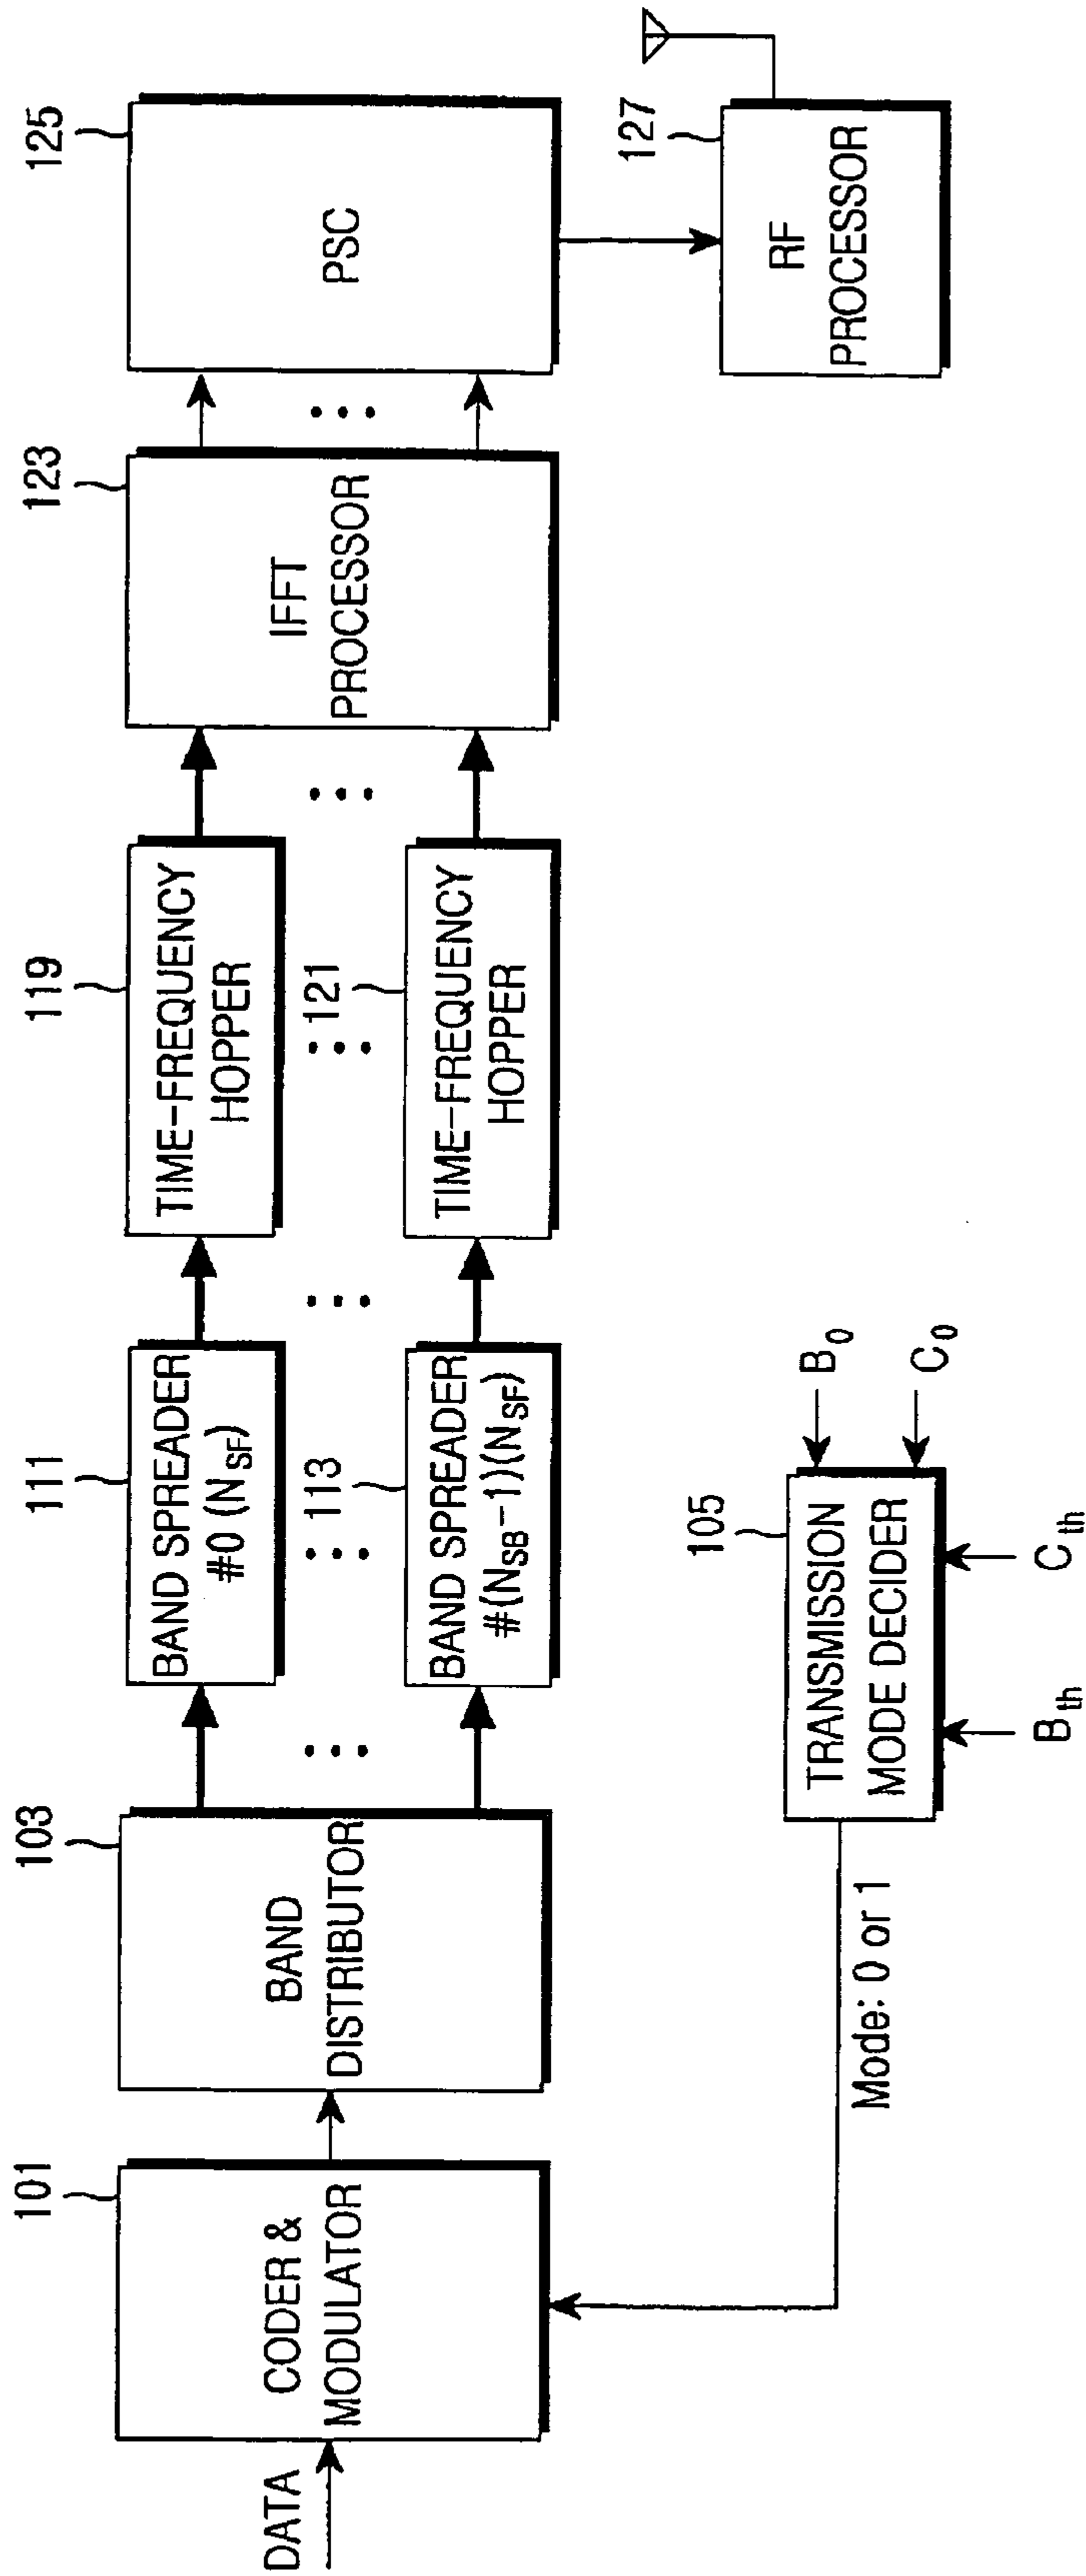 DATA
101
CODER &
MODULATOR
103
BAND
DISTRIBUTOR
111
BAND SPREADER
#0 (N_SF)
113
BAND SPREADER
#(N_SB-1)(N_SF)
119
TIME-FREQUENCY
HOPPER
121
TIME-FREQUENCY
HOPPER
123
IFFT
PROCESSOR
125
PSC
127
RF
PROCESSOR
Mode: 0 or 1
105
TRANSMISSION
MODE DECIDER
B_0
C_0
B_th
C_th